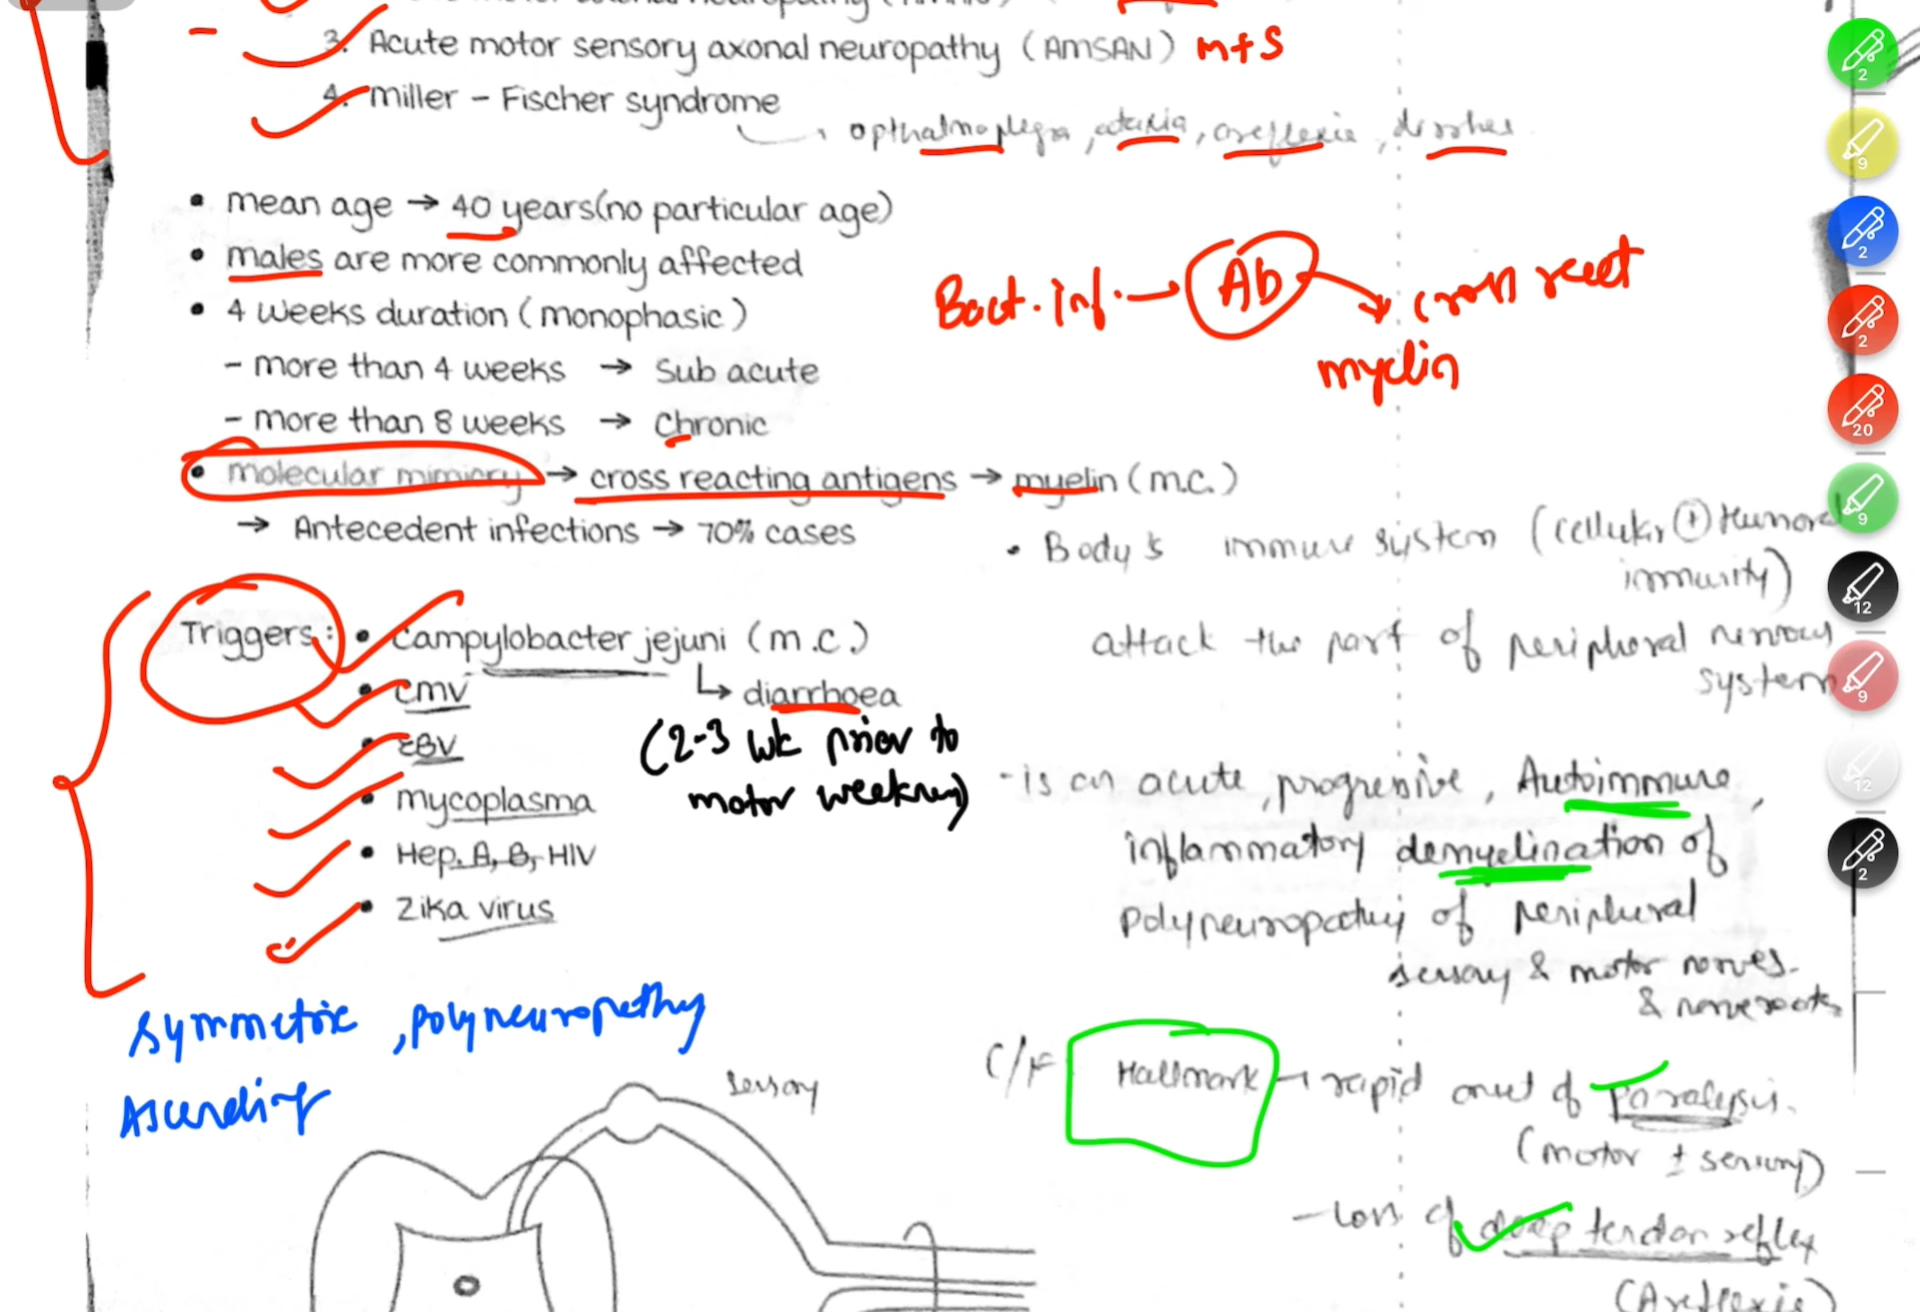 3. Acute motor sensory axonal neuropathy (AMSAN) M+S
4. miller - Fischer syndrome
opthalmoplegia, ataxia, areflexia,
• mean age → 40 years (no particular age)
• males are more commonly affected
• 4 weeks duration (monophasic)
- more than 4 weeks → Sub acute
- more than 8 weeks → Chronic
Bact. inf. → Ab → cross react
myelin
• molecular mimicry → cross reacting antigens → myelin (m.c.)
→ Antecedent infections → 70% cases
• Body's immune system (cellular + Humoral
immunity)
attack the part of peripheral nervous
system
Triggers: • Campylobacter jejuni (m.c.)
↳ diarrhoea
(2-3 wk prior to
motor weekness)
• CMV
• EBV
• mycoplasma
• Hep. A, B, HIV
• Zika virus
- is an acute, progressive, Autoimmune,
inflammatory demyelination of
polyneuropathy of peripheral
sensory & motor nerves
& nerve roots
symmetric, polyneuropathy
Ascending
sensory
C/F Hallmark → rapid onset of Paralysis.
(motor ± sensory)
- Loss of deep tendon reflex
(Areflexia)